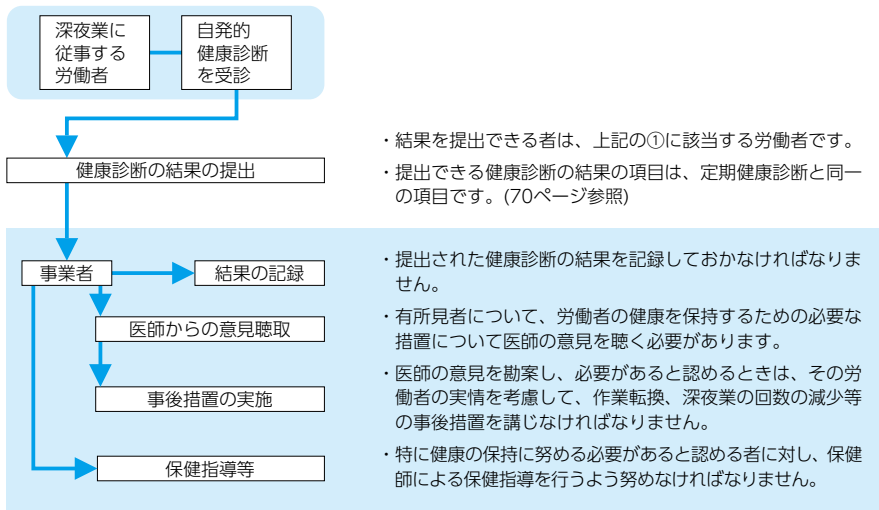 深夜業に
従事する
労働者
自発的
健康診断
を受診
健康診断の結果の提出
・結果を提出できる者は、上記の①に該当する労働者です。
・提出できる健康診断の結果の項目は、定期健康診断と同一
の項目です。(70ページ参照)
事業者
結果の記録
医師からの意見聴取
事後措置の実施
保健指導等
・提出された健康診断の結果を記録しておかなければなりま
せん。
・有所見者について、労働者の健康を保持するための必要な
措置について医師の意見を聴く必要があります。
・医師の意見を勘案し、必要があると認めるときは、その労
働者の実情を考慮して、作業転換、深夜業の回数の減少等
の事後措置を講じなければなりません。
・特に健康の保持に努める必要があると認める者に対し、保健
師による保健指導を行うよう努めなければなりません。